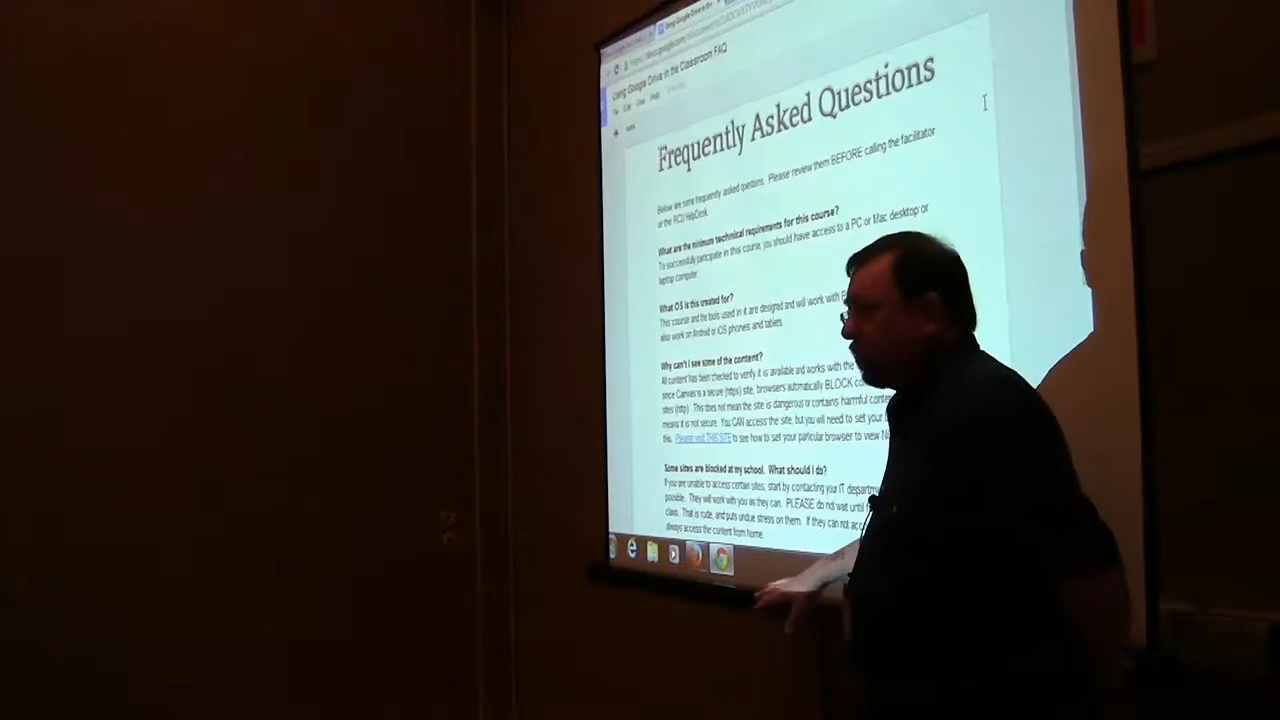 Using Google Drive in the Classroom FAQ
File Edit View Help
Frequently Asked Questions
Below are some frequently asked questions. Please review them BEFORE calling the facilitator
or the RCU HelpDesk.
What are the minimum technical requirements for this course?
To successfully participate in this course, you should have access to a PC or Mac desktop or
laptop computer.
What OS is this created for?
This course and the tools used in it are designed and will work with
also work on Android or iOS phones and tablets.
Why can't I see some of the content?
All content has been checked to verify it is available and works with the
since Canvas is a secure (https) site, browsers automatically BLOCK
sites (http). This does not mean the site is dangerous or contains harmful
means it is not secure. You CAN access the site, but you will need to set your
this. Please visit THIS SITE to see how to set your particular browser to view
Some sites are blocked at my school. What should I do?
If you are unable to access certain sites, start by contacting your IT
possible. They will work with you as they can. PLEASE do not wait until
class. That is rude, and puts undue stress on them. If they can not
always access the content from home.